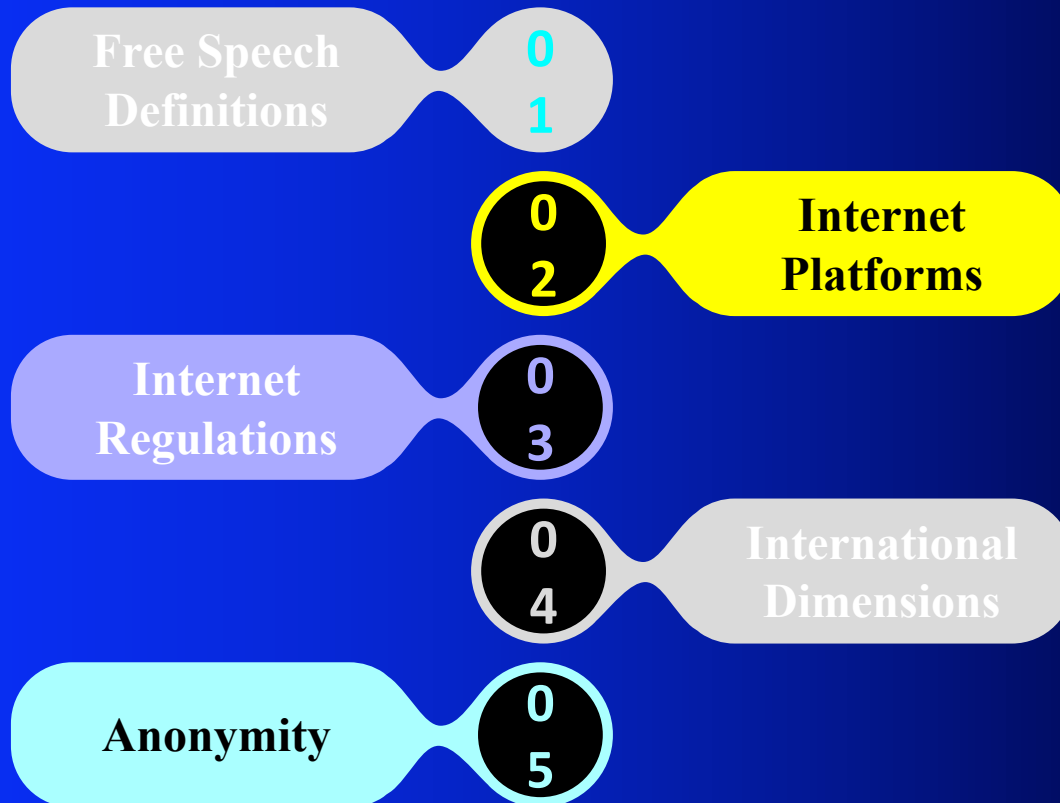 Free Speech
Definitions
0
1
0
2
Internet
Platforms
Internet
Regulations
0
3
0
4
International
Dimensions
Anonymity
0
5